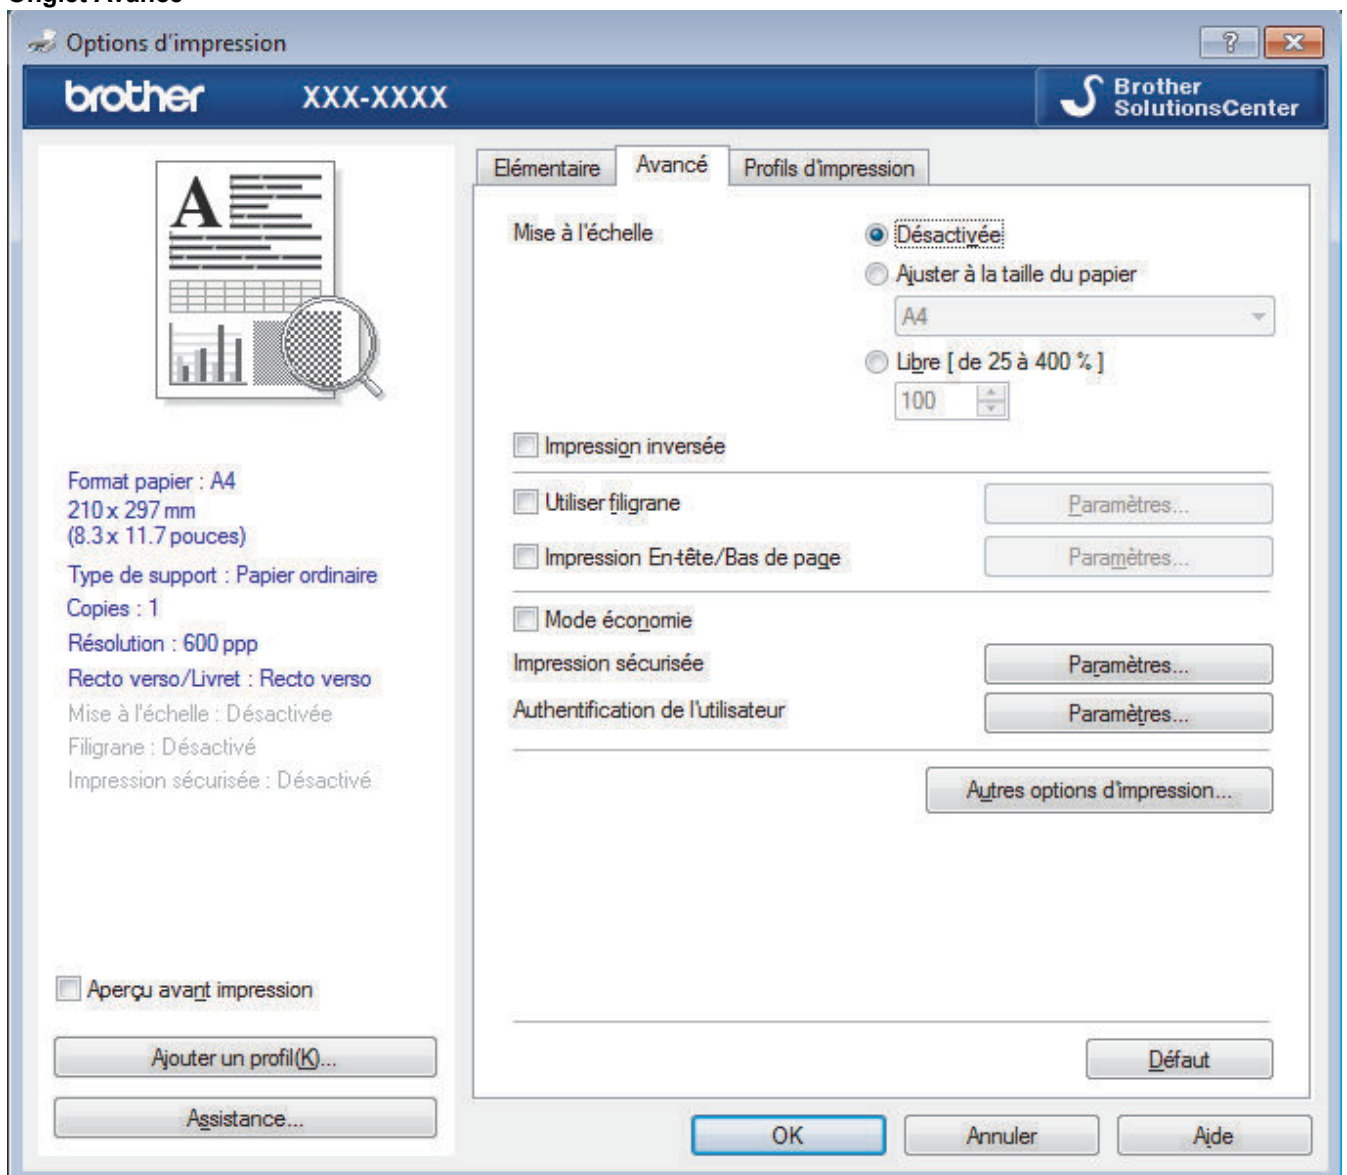 Onglet Avancé
Options d'impression
brother XXX-XXXX
Brother
SolutionsCenter
A
Format papier : A4
210 x 297 mm
(8.3 x 11.7 pouces)
Type de support : Papier ordinaire
Copies : 1
Résolution : 600 ppp
Recto verso/Livret : Recto verso
Mise à l'échelle : Désactivée
Filigrane : Désactivé
Impression sécurisée : Désactivé
Aperçu avant impression
Ajouter un profil(K)...
Assistance...
Elémentaire Avancé Profils d'impression
Mise à l'échelle Désactivée
Ajuster à la taille du papier
A4
Libre [ de 25 à 400 % ]
100
Impression inversée
Utiliser filigrane Paramètres...
Impression En-tête/Bas de page Paramètres...
Mode économie
Impression sécurisée Paramètres...
Authentification de l'utilisateur Paramètres...
Autres options d'impression...
Défaut
OK Annuler Aide